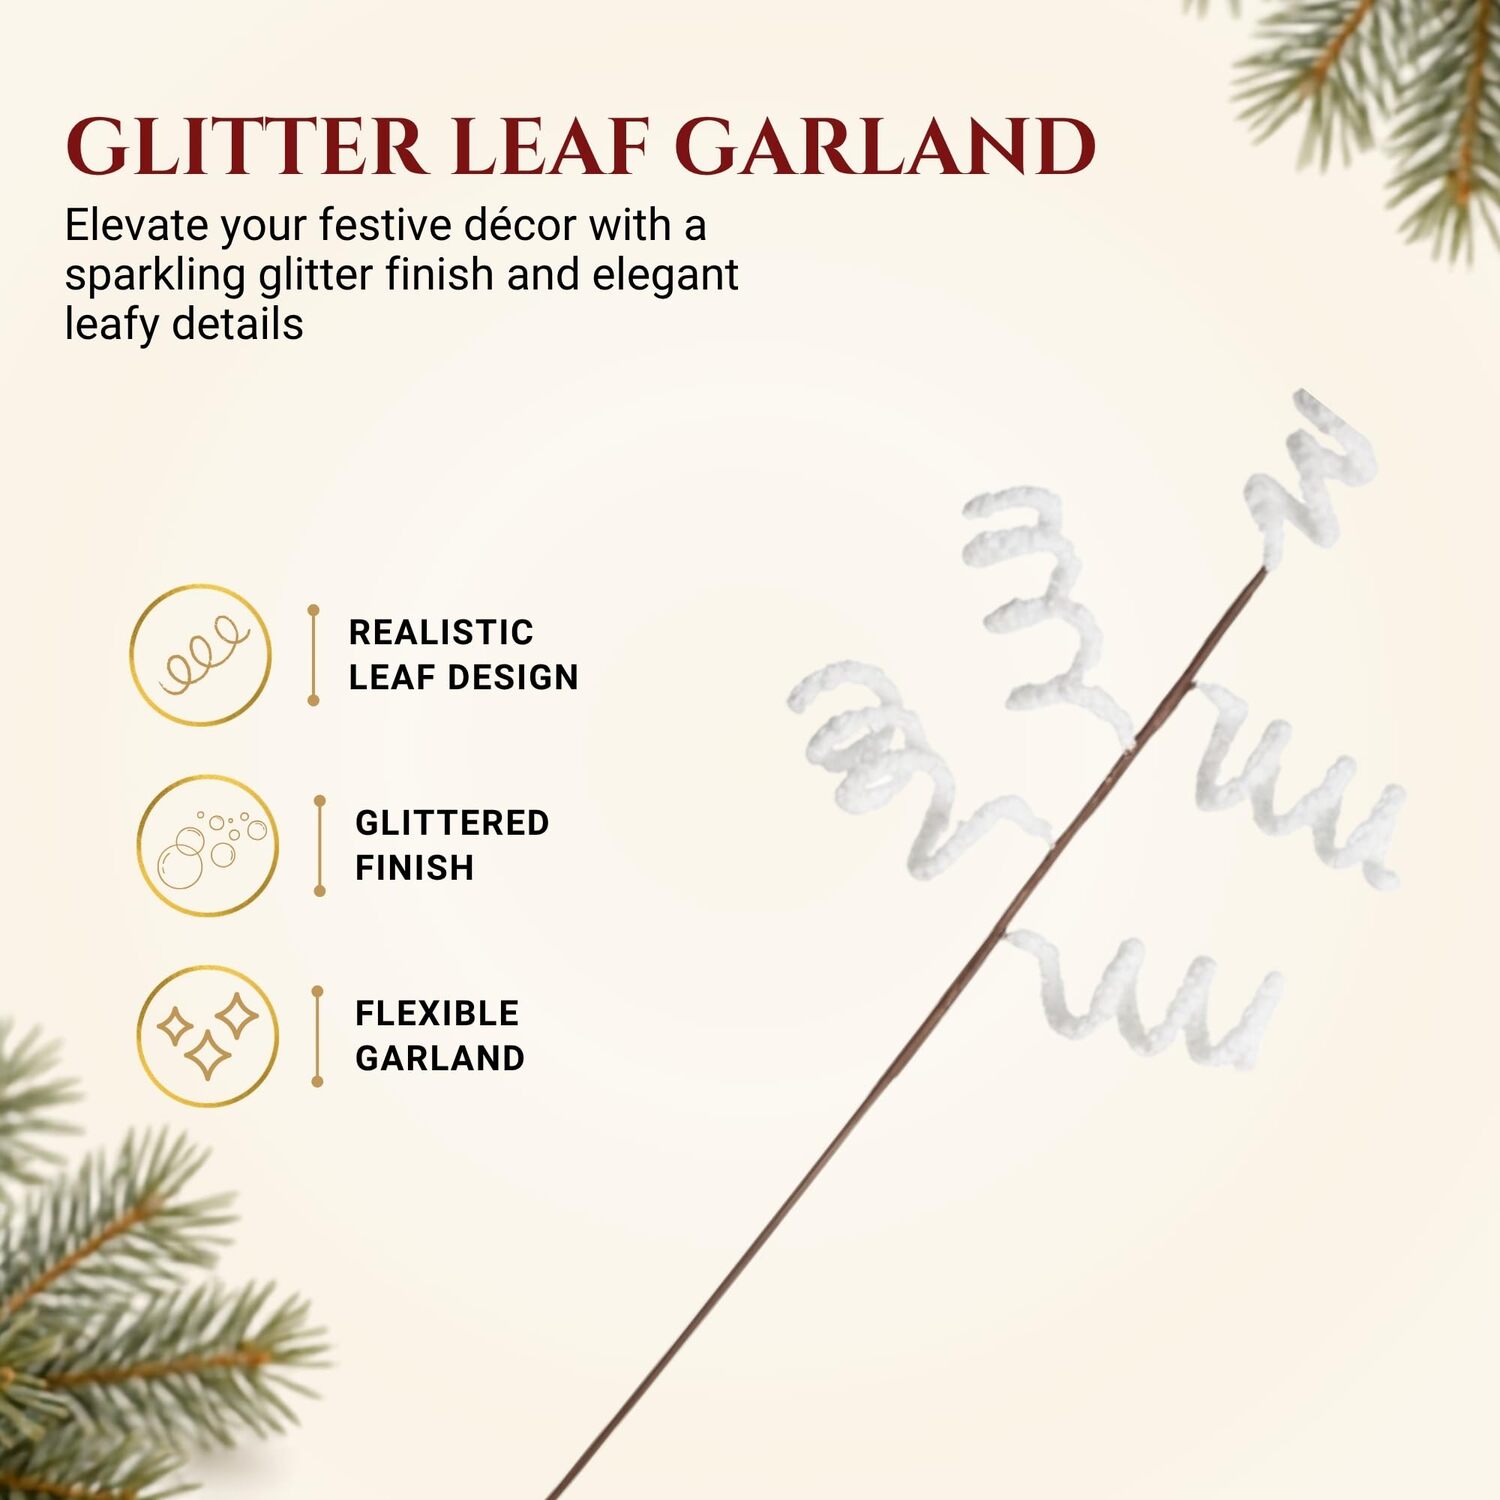 GLITTER LEAF GARLAND
Elevate your festive décor with a
sparkling glitter finish and elegant
leafy details
REALISTIC
LEAF DESIGN
GLITTERED
FINISH
FLEXIBLE
GARLAND